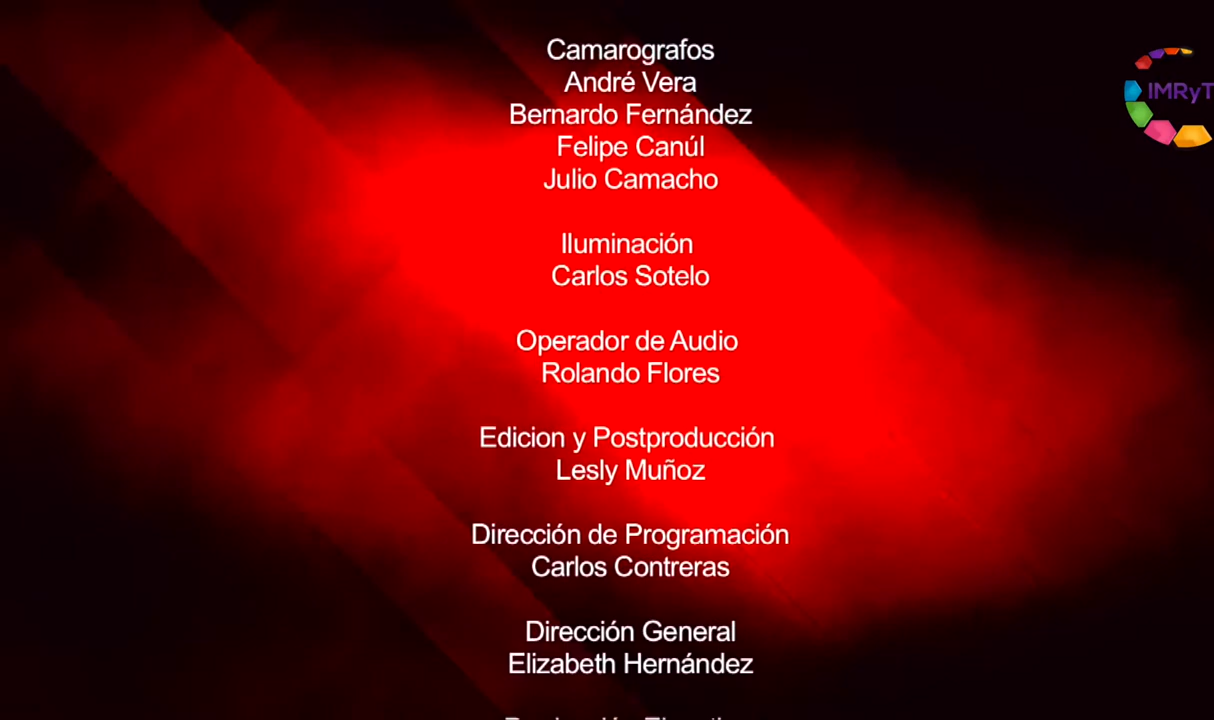 Camarografos
André Vera
Bernardo Fernández
Felipe Canúl
Julio Camacho
IMRyT
Iluminación
Carlos Sotelo
Operador de Audio
Rolando Flores
Edicion y Postproducción
Lesly Muñoz
Dirección de Programación
Carlos Contreras
Dirección General
Elizabeth Hernández